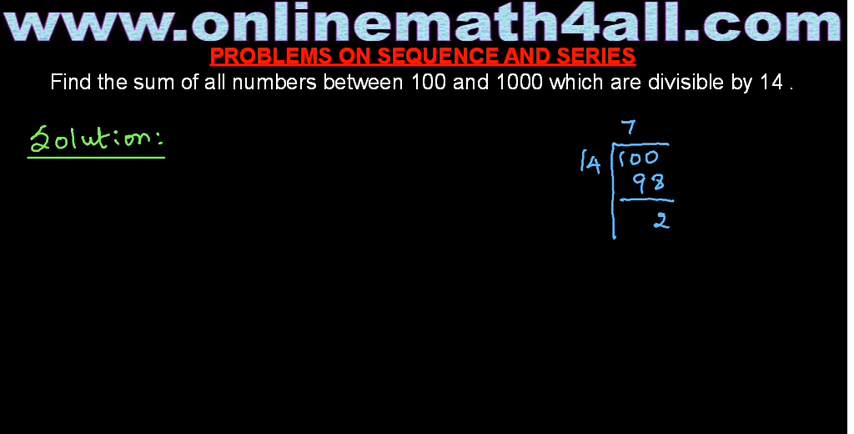 www.onlinemath4all.com
PROBLEMS ON SEQUENCE AND SERIES
Find the sum of all numbers between 100 and 1000 which are divisible by 14 .
Solution:
7
14 100
98
2